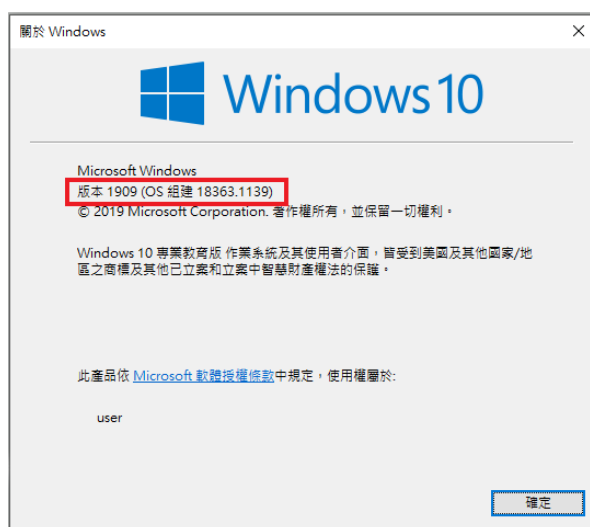 關於 Windows
Windows 10
Microsoft Windows
版本 1909 (OS 組建 18363.1139)
© 2019 Microsoft Corporation. 著作權所有，並保留一切權利。
Windows 10 專業教育版 作業系統及其使用者介面，皆受到美國及其他國家/地
區之商標及其他已立案和立案中智慧財產權法的保護。
此產品依 Microsoft 軟體授權條款中規定，使用權屬於:
user
確定